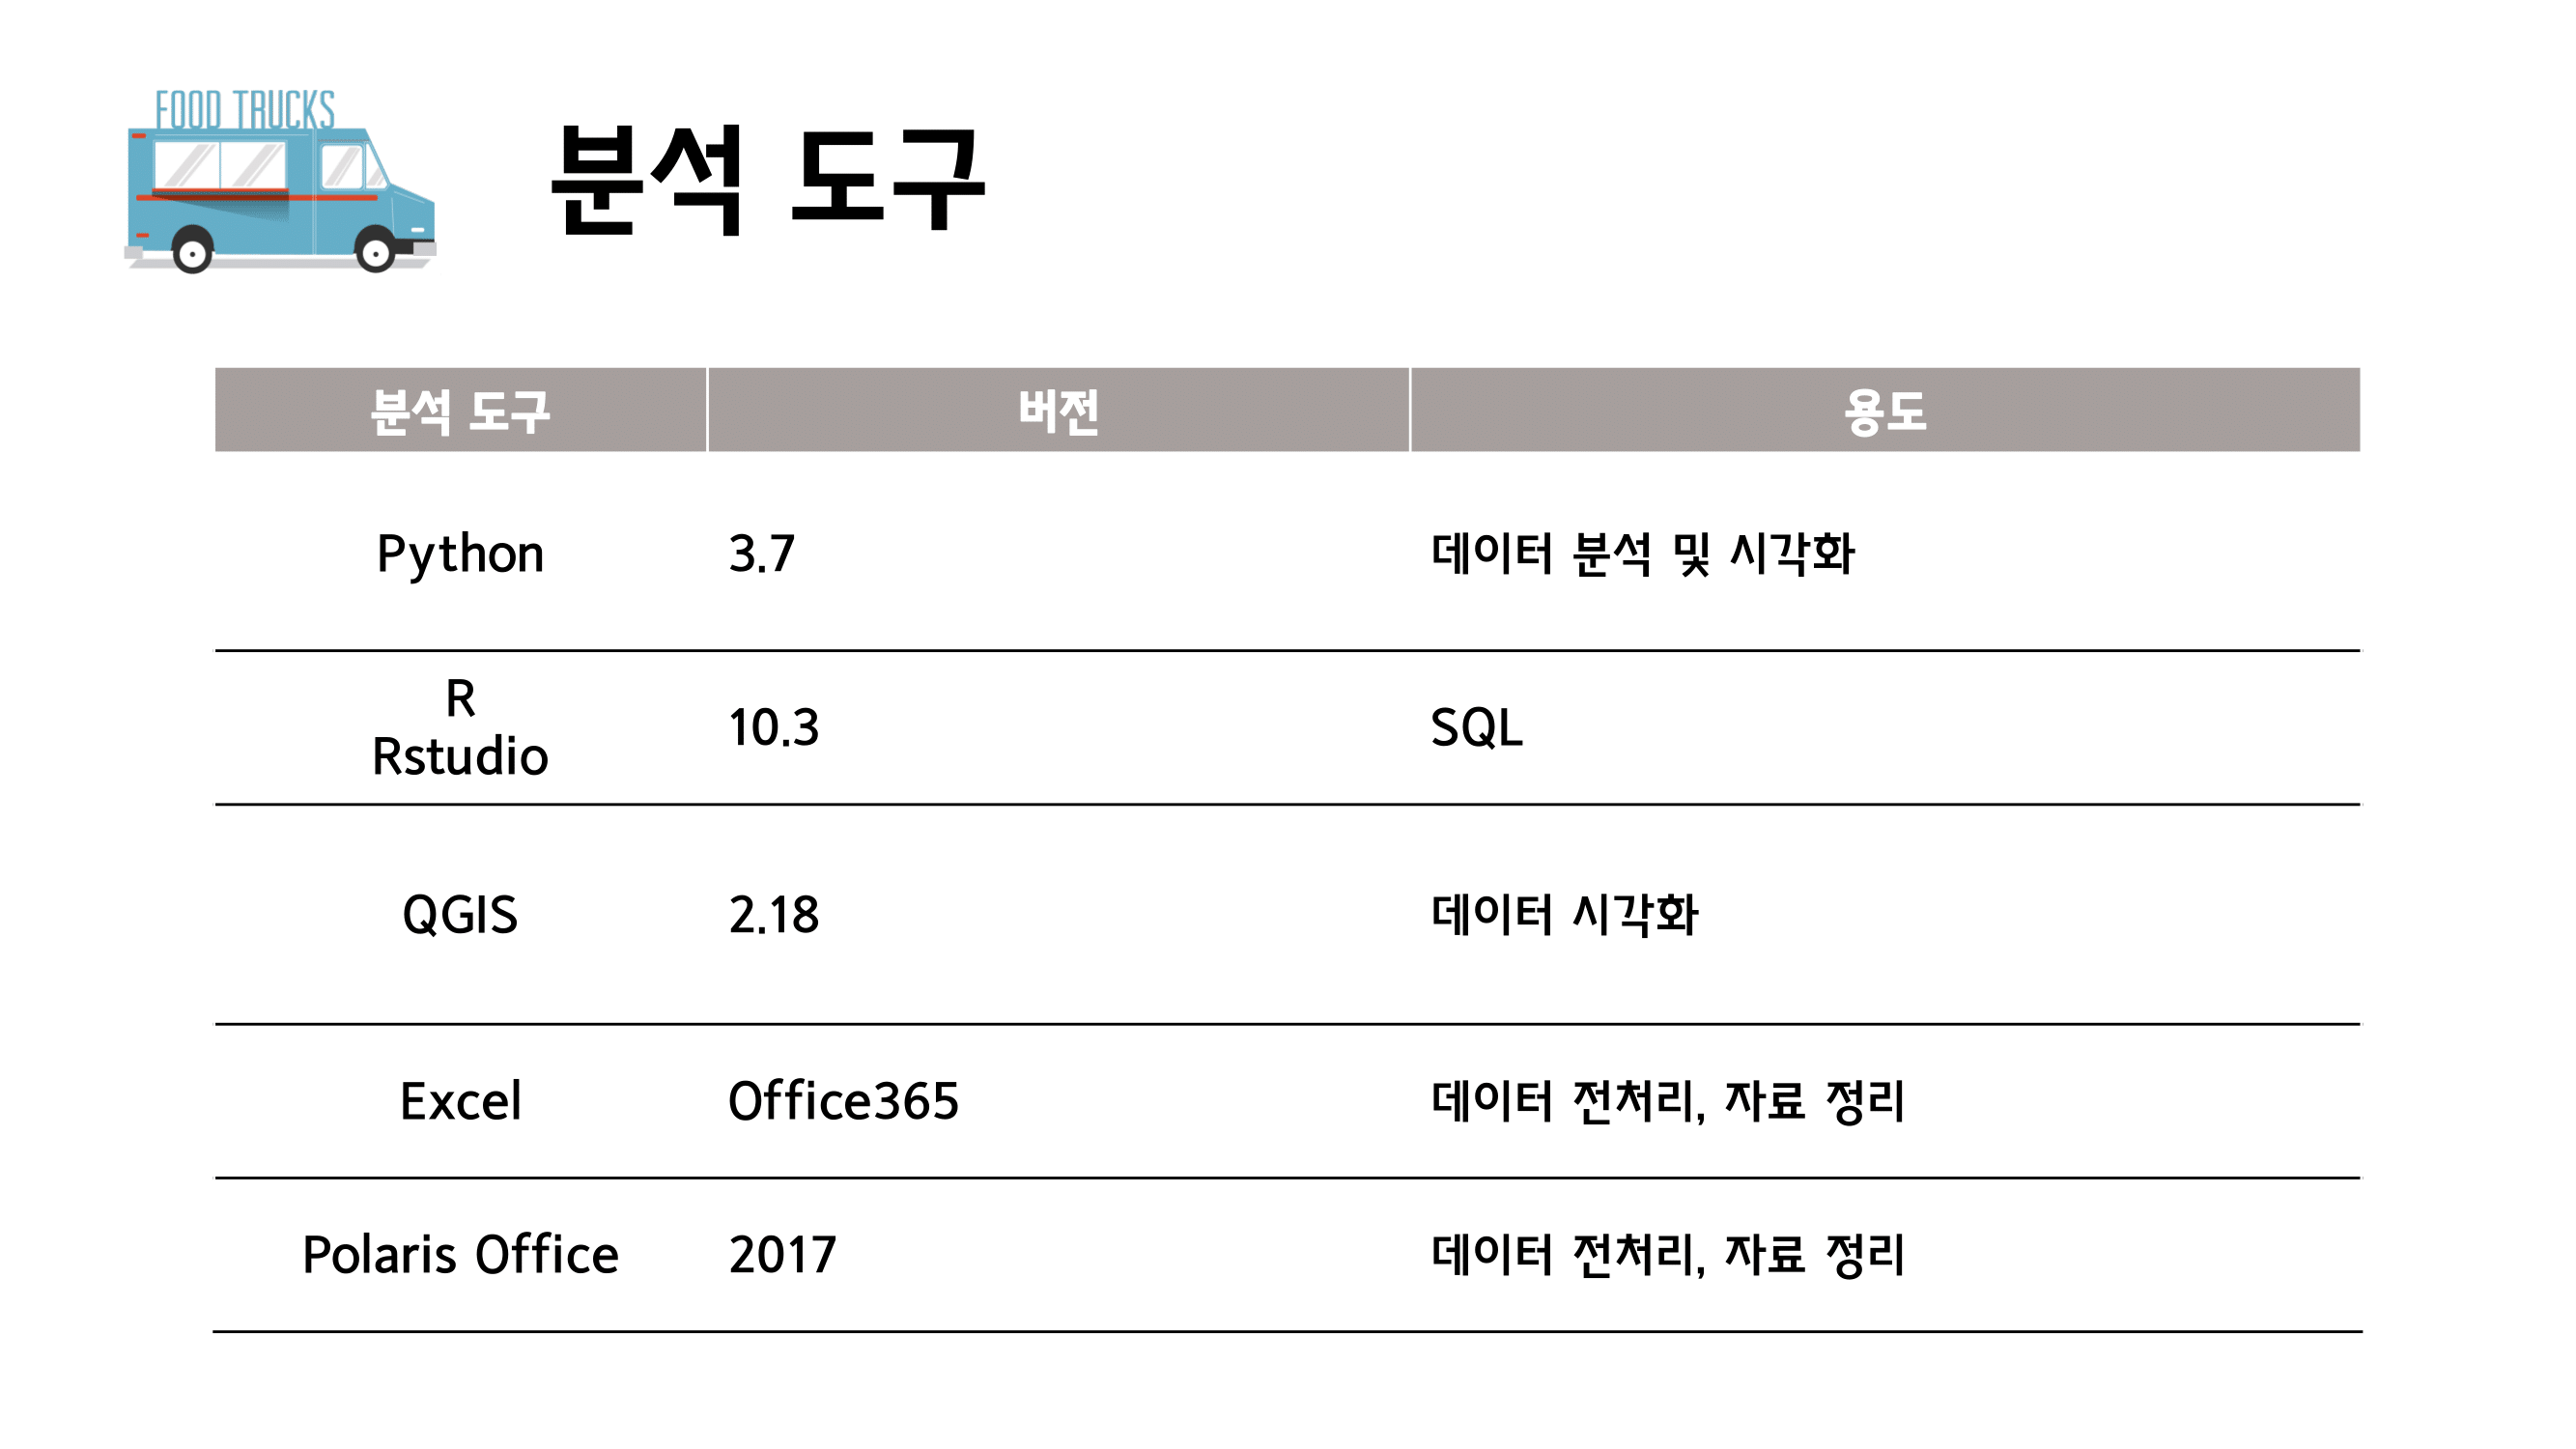 FOOD TRUCKS
분석 도구
분석 도구 버전 용도
Python 3.7 데이터 분석 및 시각화
R
Rstudio 10.3 SQL
QGIS 2.18 데이터 시각화
Excel Office365 데이터 전처리, 자료 정리
Polaris Office 2017 데이터 전처리, 자료 정리